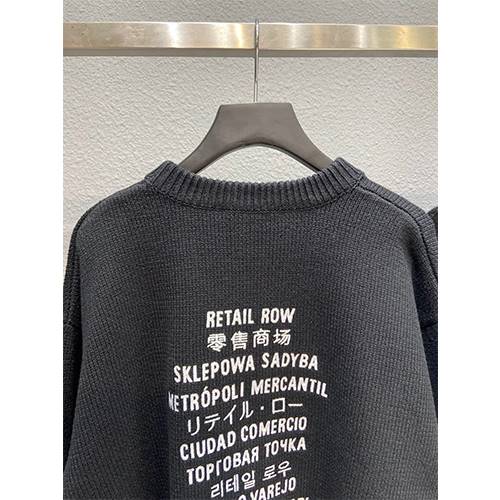 RETAIL ROW
零售商场
SKLEPOWA SADYBA
METRÓPOLI MERCANTIL
リテイル・ロー
CIUDAD COMERCIO
ТОРГОВАЯ ТОЧКА
리테일 로우
VAREJO